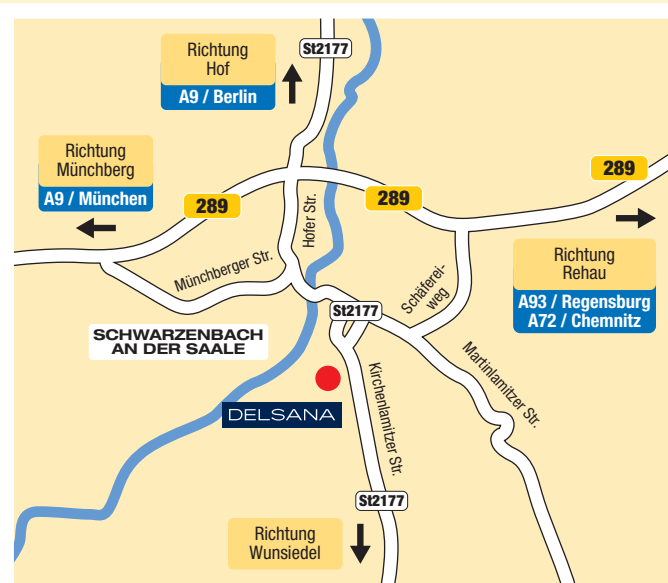 Richtung
Hof
A9 / Berlin
St2177
Richtung
Münchberg
A9 / München
289
289
289
Hofer Str.
Richtung
Rehau
A93 / Regensburg
A72 / Chemnitz
Münchberger Str.
Schäferei-
weg
St2177
SCHWARZENBACH
AN DER SAALE
Martinlamitzer Str.
Kirchenlamitzer Str.
DELSANA
St2177
Richtung
Wunsiedel